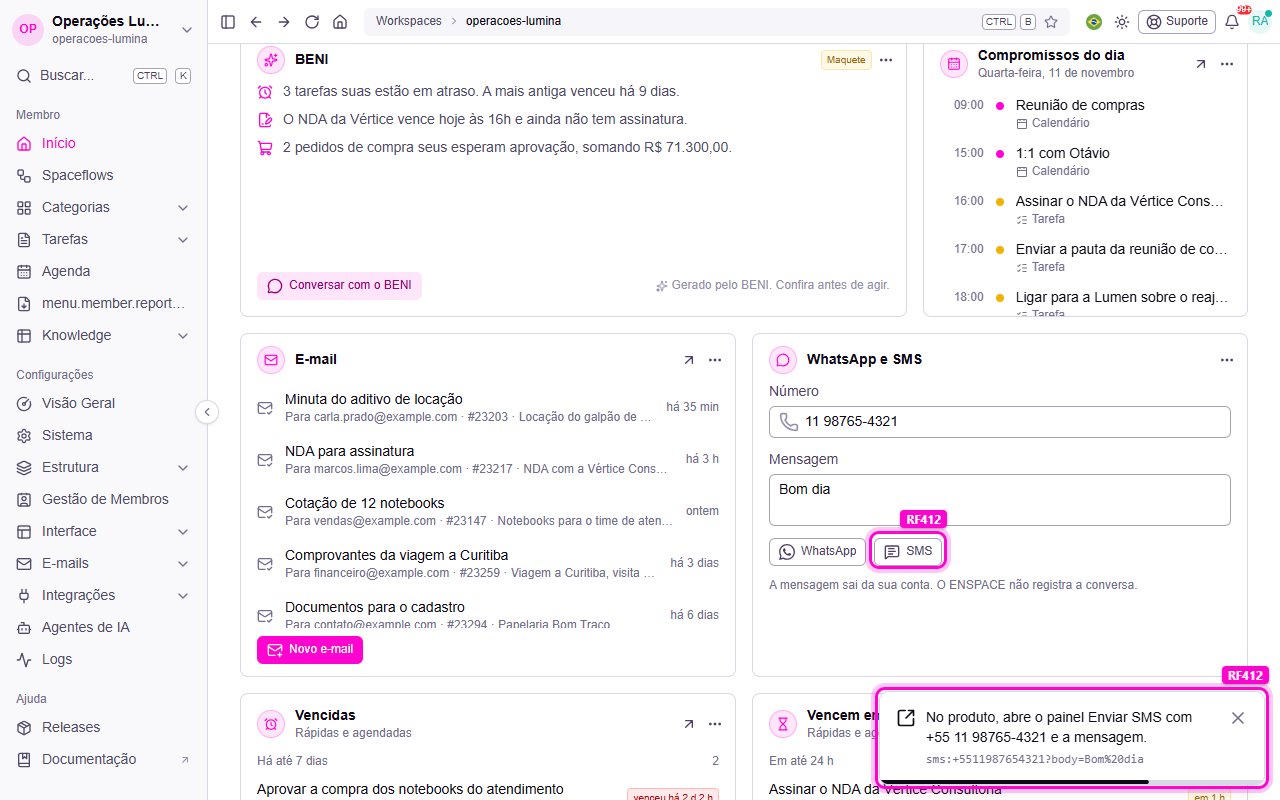 OP
Operações Lu...
operacoes-lumina
Buscar...
CTRL K
Membro
Início
Spaceflows
Categorias
Tarefas
Agenda
menu.member.report...
Knowledge
Configurações
Visão Geral
Sistema
Estrutura
Gestão de Membros
Interface
E-mails
Integrações
Agentes de IA
Logs
Ajuda
Releases
Documentação
Workspaces > operacoes-lumina
CTRL B
Suporte
99+
RA
BENI
Maquete
3 tarefas suas estão em atraso. A mais antiga venceu há 9 dias.
O NDA da Vértice vence hoje às 16h e ainda não tem assinatura.
2 pedidos de compra seus esperam aprovação, somando R$ 71.300,00.
Conversar com o BENI
Gerado pelo BENI. Confira antes de agir.
Compromissos do dia
Quarta-feira, 11 de novembro
09:00 Reunião de compras
Calendário
15:00 1:1 com Otávio
Calendário
16:00 Assinar o NDA da Vértice Cons...
Tarefa
17:00 Enviar a pauta da reunião de co...
Tarefa
18:00 Ligar para a Lumen sobre o reaj...
Tarefa
E-mail
Minuta do aditivo de locação
Para carla.prado@example.com · #23203 · Locação do galpão de ...
há 35 min
NDA para assinatura
Para marcos.lima@example.com · #23217 · NDA com a Vértice Cons...
há 3 h
Cotação de 12 notebooks
Para vendas@example.com · #23147 · Notebooks para o time de aten...
ontem
Comprovantes da viagem a Curitiba
Para financeiro@example.com · #23259 · Viagem a Curitiba, visita ...
há 3 dias
Documentos para o cadastro
Para contato@example.com · #23294 · Papelaria Bom Traço
há 6 dias
Novo e-mail
WhatsApp e SMS
Número
11 98765-4321
Mensagem
Bom dia
RF412
WhatsApp
SMS
A mensagem sai da sua conta. O ENSPACE não registra a conversa.
Vencidas
Rápidas e agendadas
Há até 7 dias 2
Aprovar a compra dos notebooks do atendimento
venceu há 2 d 2 h
Vencem em
Rápidas e ag
Em até 24 h
Assinar o NDA da Vértice Consultoria
em 1 h
RF412
No produto, abre o painel Enviar SMS com
+55 11 98765-4321 e a mensagem.
sms:+5511987654321?body=Bom%20dia